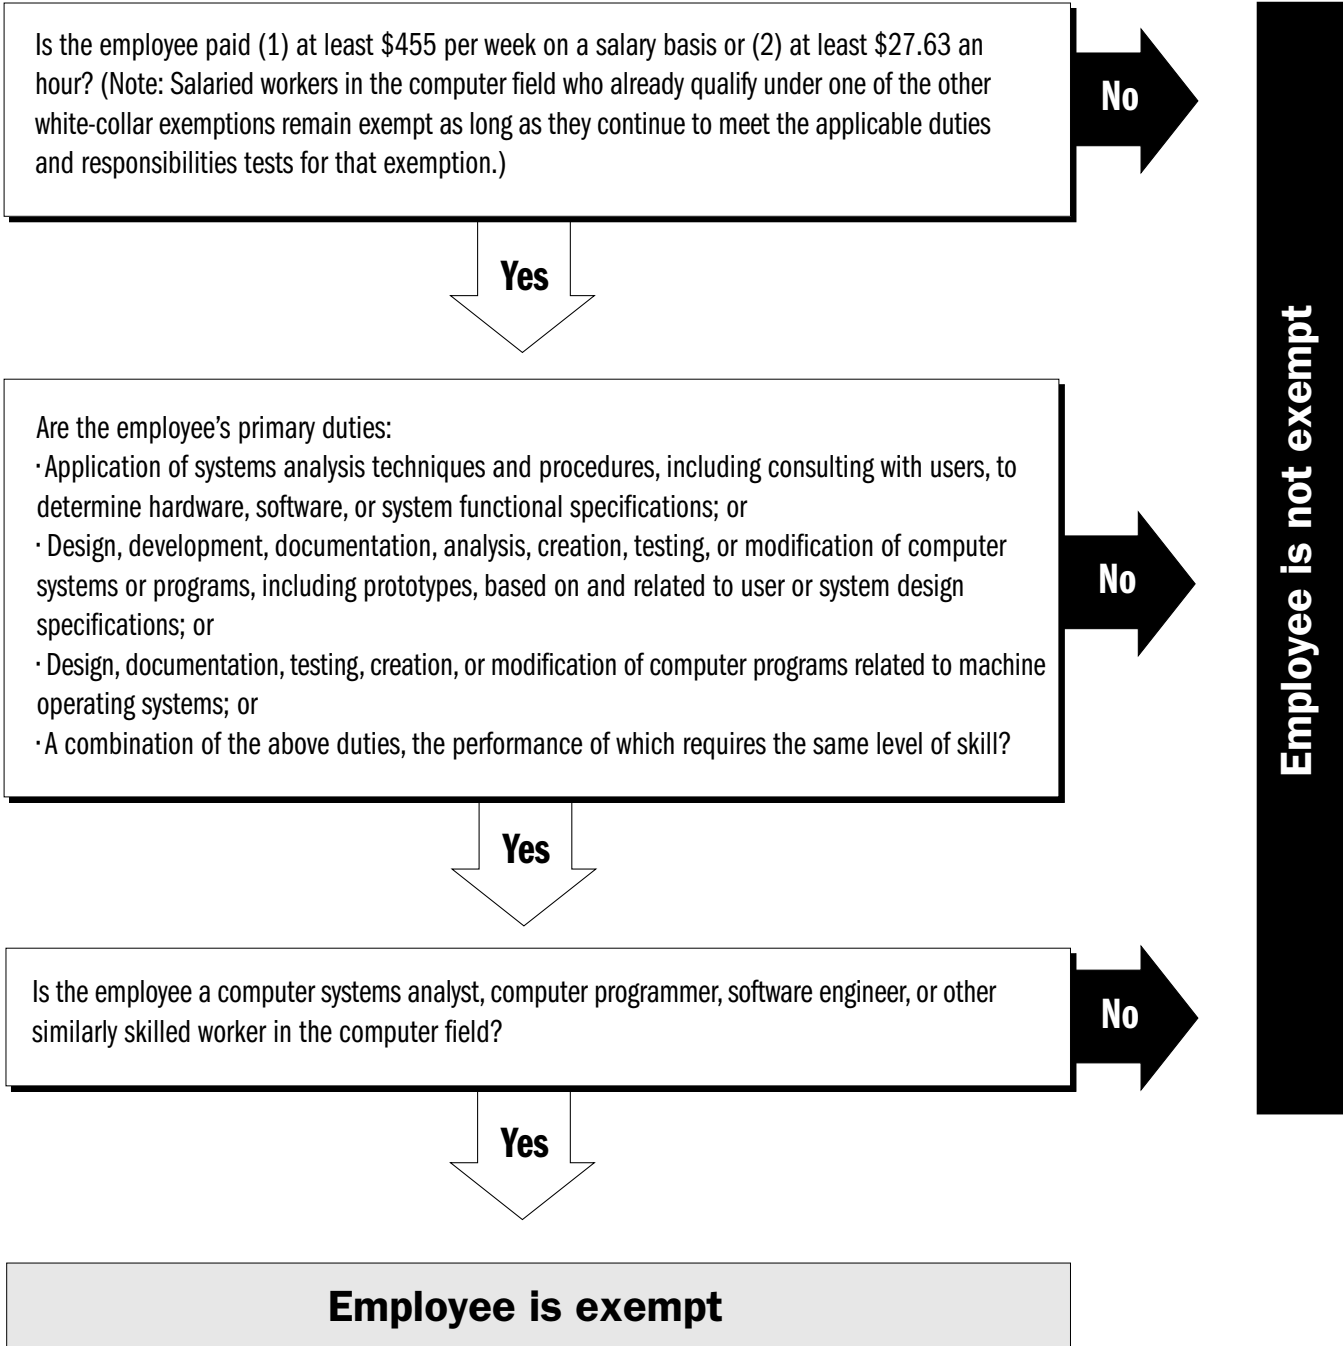 Is the employee paid (1) at least $455 per week on a salary basis or (2) at least $27.63 an
hour? (Note: Salaried workers in the computer field who already qualify under one of the other
white-collar exemptions remain exempt as long as they continue to meet the applicable duties
and responsibilities tests for that exemption.)
No
Yes
Are the employee’s primary duties:
· Application of systems analysis techniques and procedures, including consulting with users, to
determine hardware, software, or system functional specifications; or
· Design, development, documentation, analysis, creation, testing, or modification of computer
systems or programs, including prototypes, based on and related to user or system design
specifications; or
· Design, documentation, testing, creation, or modification of computer programs related to machine
operating systems; or
· A combination of the above duties, the performance of which requires the same level of skill?
No
Yes
Is the employee a computer systems analyst, computer programmer, software engineer, or other
similarly skilled worker in the computer field?
No
Yes
Employee is exempt
Employee is not exempt